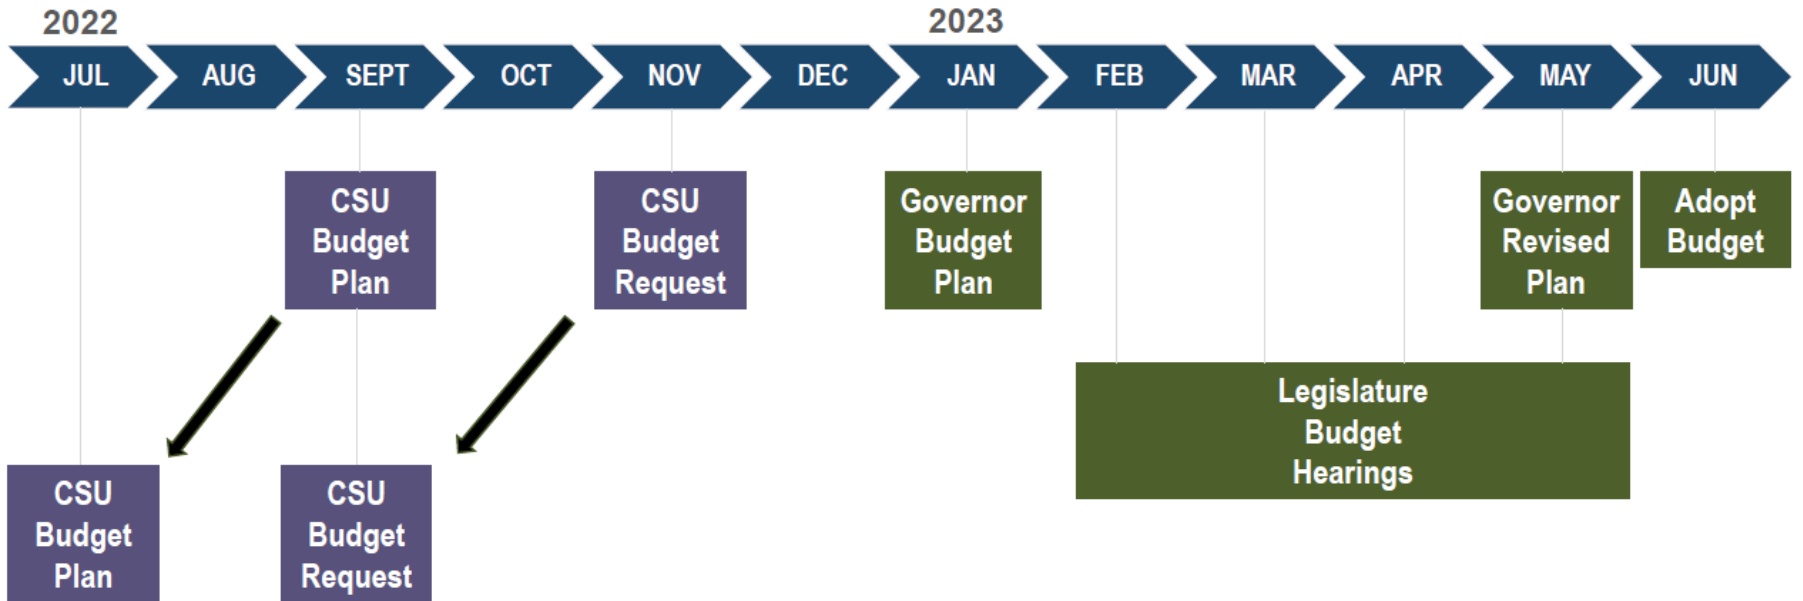 2022
2023
JUL
AUG
SEPT
OCT
NOV
DEC
JAN
FEB
MAR
APR
MAY
JUN
CSU
Budget
Plan
CSU
Budget
Request
Governor
Budget
Plan
Governor
Revised
Plan
Adopt
Budget
Legislature
Budget
Hearings
CSU
Budget
Plan
CSU
Budget
Request